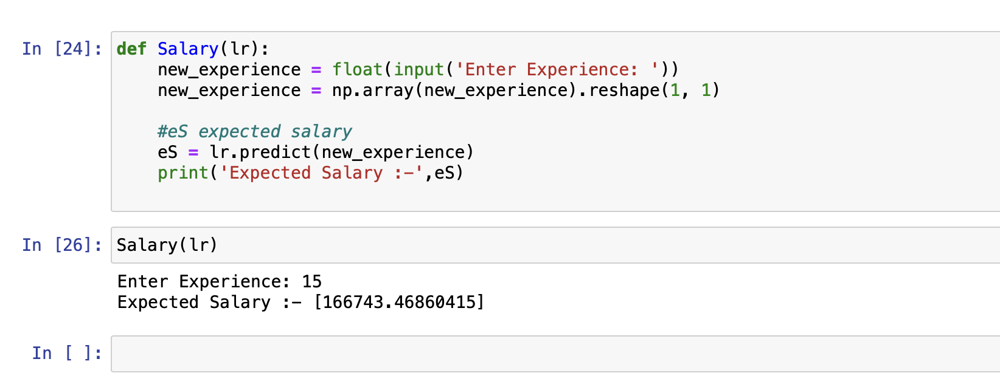 In [24]: def Salary(lr):
    new_experience = float(input('Enter Experience: '))
    new_experience = np.array(new_experience).reshape(1, 1)
    #eS expected salary
    eS = lr.predict(new_experience)
    print('Expected Salary :-',eS)
In [26]: Salary(lr)
Enter Experience: 15
Expected Salary :- [166743.46860415]
In [ ]: